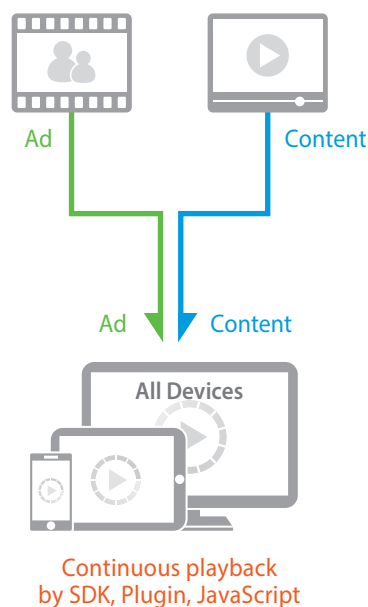 Ad
Content
Ad
Content
All Devices
Continuous playback
by SDK, Plugin, JavaScript